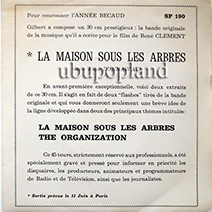 Pour couronner l'ANNÉE BECAUD SP 190
Gilbert a composé un 30 cm prestigieux : la bande originale
de la musique qu'il a écrite pour le film de René CLEMENT
* LA MAISON SOUS LES ARBRES
ubupopland
En avant-première exceptionnelle, voici deux extraits
de ce 30 cm. Il s'agit en fait de deux "flashes" tirés de la bande
originale et qui vous donneront seulement une brève idée de
la ligne développée dans deux des principaux thèmes intitulés :
LA MAISON SOUS LES ARBRES
THE ORGANIZATION
Ce 45 tours, strictement réservé aux professionnels, a été
spécialement gravé et pressé pour informer en priorité les
disquaires, les producteurs, animateurs et programmateurs
de Radio et de Télévision, ainsi que les journalistes.
* Sortie prévue le 11 Juin à Paris